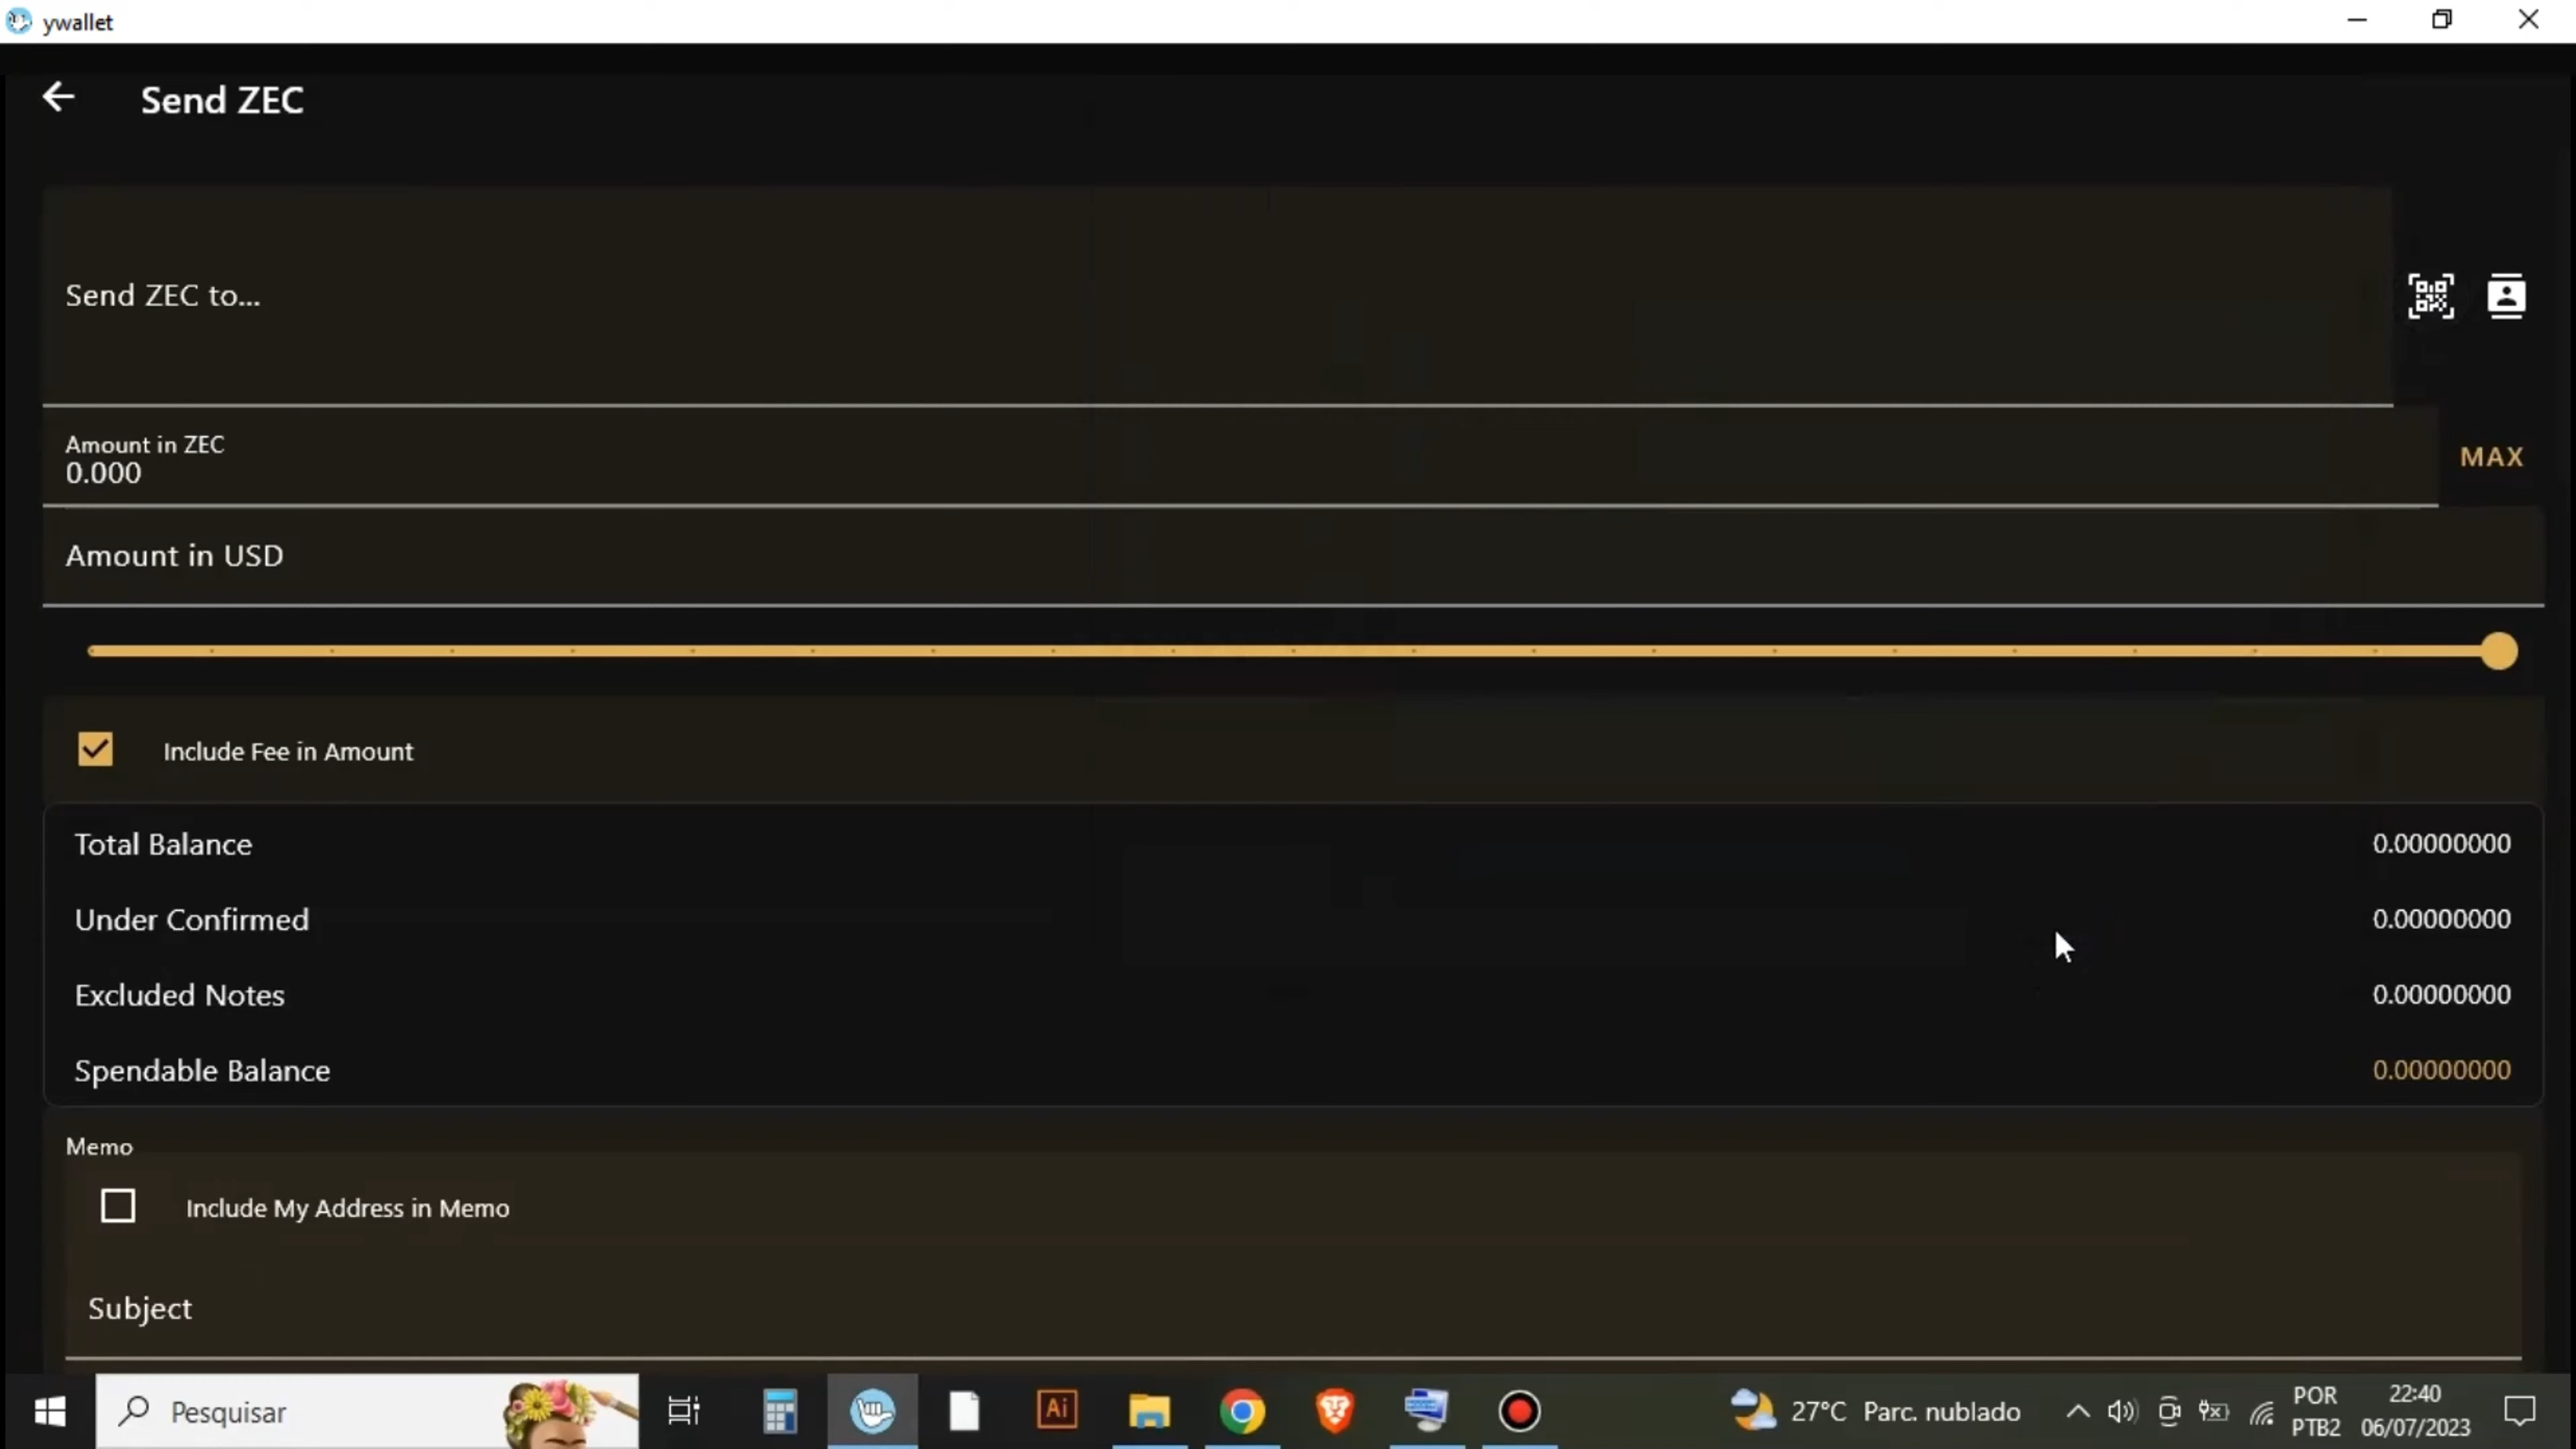 ywallet
Send ZEC
Send ZEC to...
Amount in ZEC
0.000
MAX
Amount in USD
Include Fee in Amount
Total Balance 0.00000000
Under Confirmed 0.00000000
Excluded Notes 0.00000000
Spendable Balance 0.00000000
Memo
Include My Address in Memo
Subject
Pesquisar
Ai
27°C Parc. nublado
POR
PTB2
22:40
06/07/2023